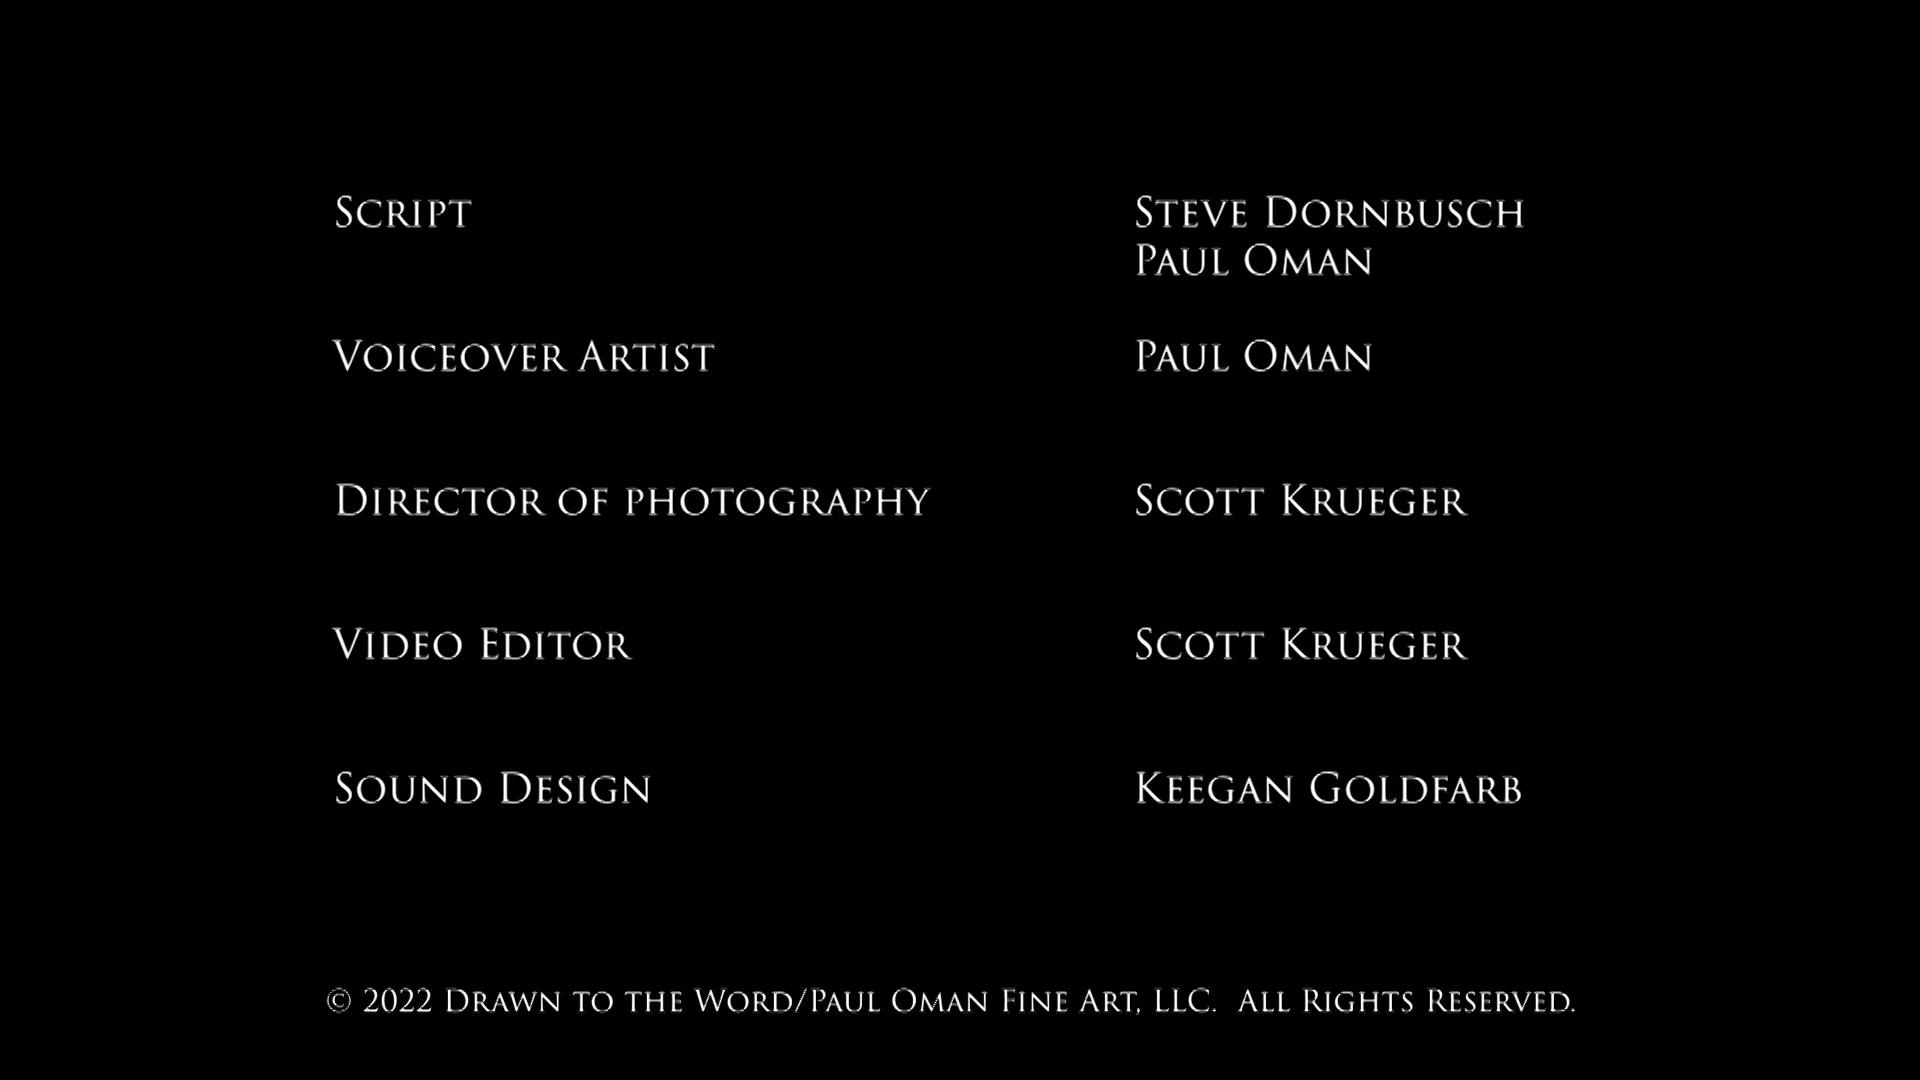 Script Steve Dornbusch
Paul Oman
Voiceover Artist Paul Oman
Director of photography Scott Krueger
Video Editor Scott Krueger
Sound Design Keegan Goldfarb
© 2022 Drawn to the Word/Paul Oman Fine Art, LLC. All Rights Reserved.